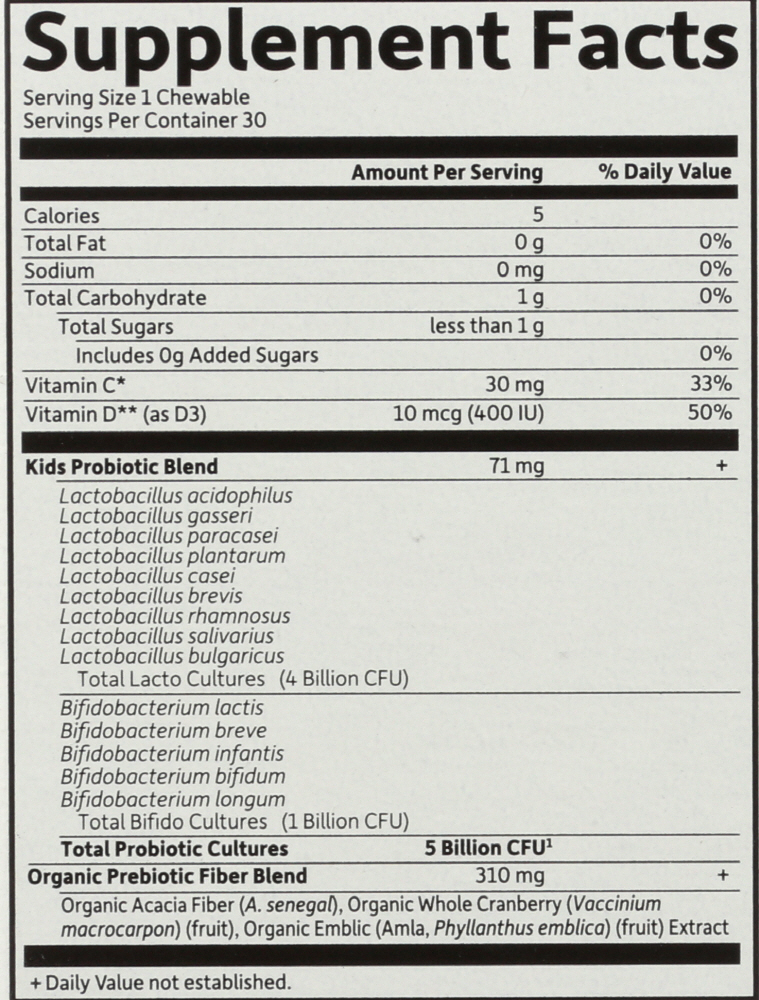 Supplement Facts
Serving Size 1 Chewable
Servings Per Container 30
Amount Per Serving % Daily Value
Calories 5
Total Fat 0 g 0%
Sodium 0 mg 0%
Total Carbohydrate 1 g 0%
Total Sugars less than 1 g
Includes 0g Added Sugars 0%
Vitamin C* 30 mg 33%
Vitamin D** (as D3) 10 mcg (400 IU) 50%
Kids Probiotic Blend 71 mg +
Lactobacillus acidophilus
Lactobacillus gasseri
Lactobacillus paracasei
Lactobacillus plantarum
Lactobacillus casei
Lactobacillus brevis
Lactobacillus rhamnosus
Lactobacillus salivarius
Lactobacillus bulgaricus
Total Lacto Cultures (4 Billion CFU)
Bifidobacterium lactis
Bifidobacterium breve
Bifidobacterium infantis
Bifidobacterium bifidum
Bifidobacterium longum
Total Bifido Cultures (1 Billion CFU)
Total Probiotic Cultures 5 Billion CFU¹
Organic Prebiotic Fiber Blend 310 mg +
Organic Acacia Fiber (A. senegal), Organic Whole Cranberry (Vaccinium
macrocarpon) (fruit), Organic Emblic (Amla, Phyllanthus emblica) (fruit) Extract
+ Daily Value not established.